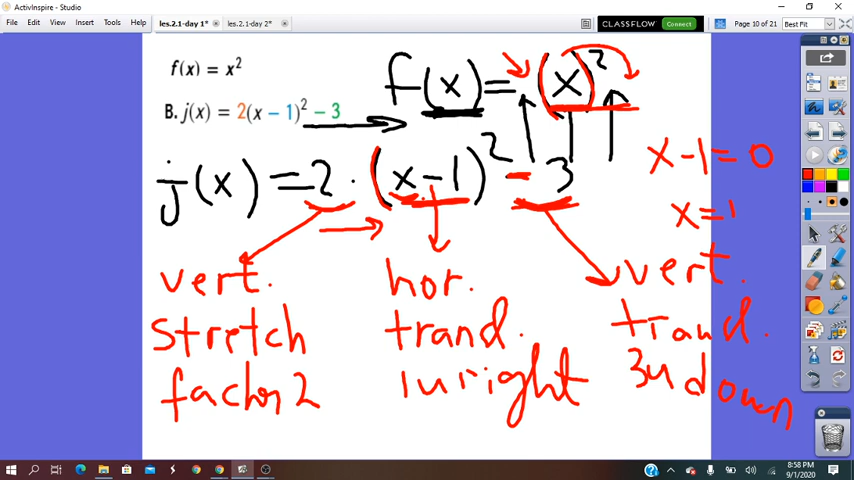 ActivInspire - Studio
File Edit View Insert Tools Help
les.2.1-day 1*
les.2.1-day 2*
CLASSFLOW Connect
Page 10 of 21
Best Fit
f(x) = x²
f(x) = (x)²
B. j(x) = 2(x − 1)² − 3
j(x) = 2 · (x-1)² - 3
x-1=0
x=1
vert.
stretch
factor 2
hor.
trand.
1u right
vert.
trand.
3u down
8:58 PM
9/1/2020